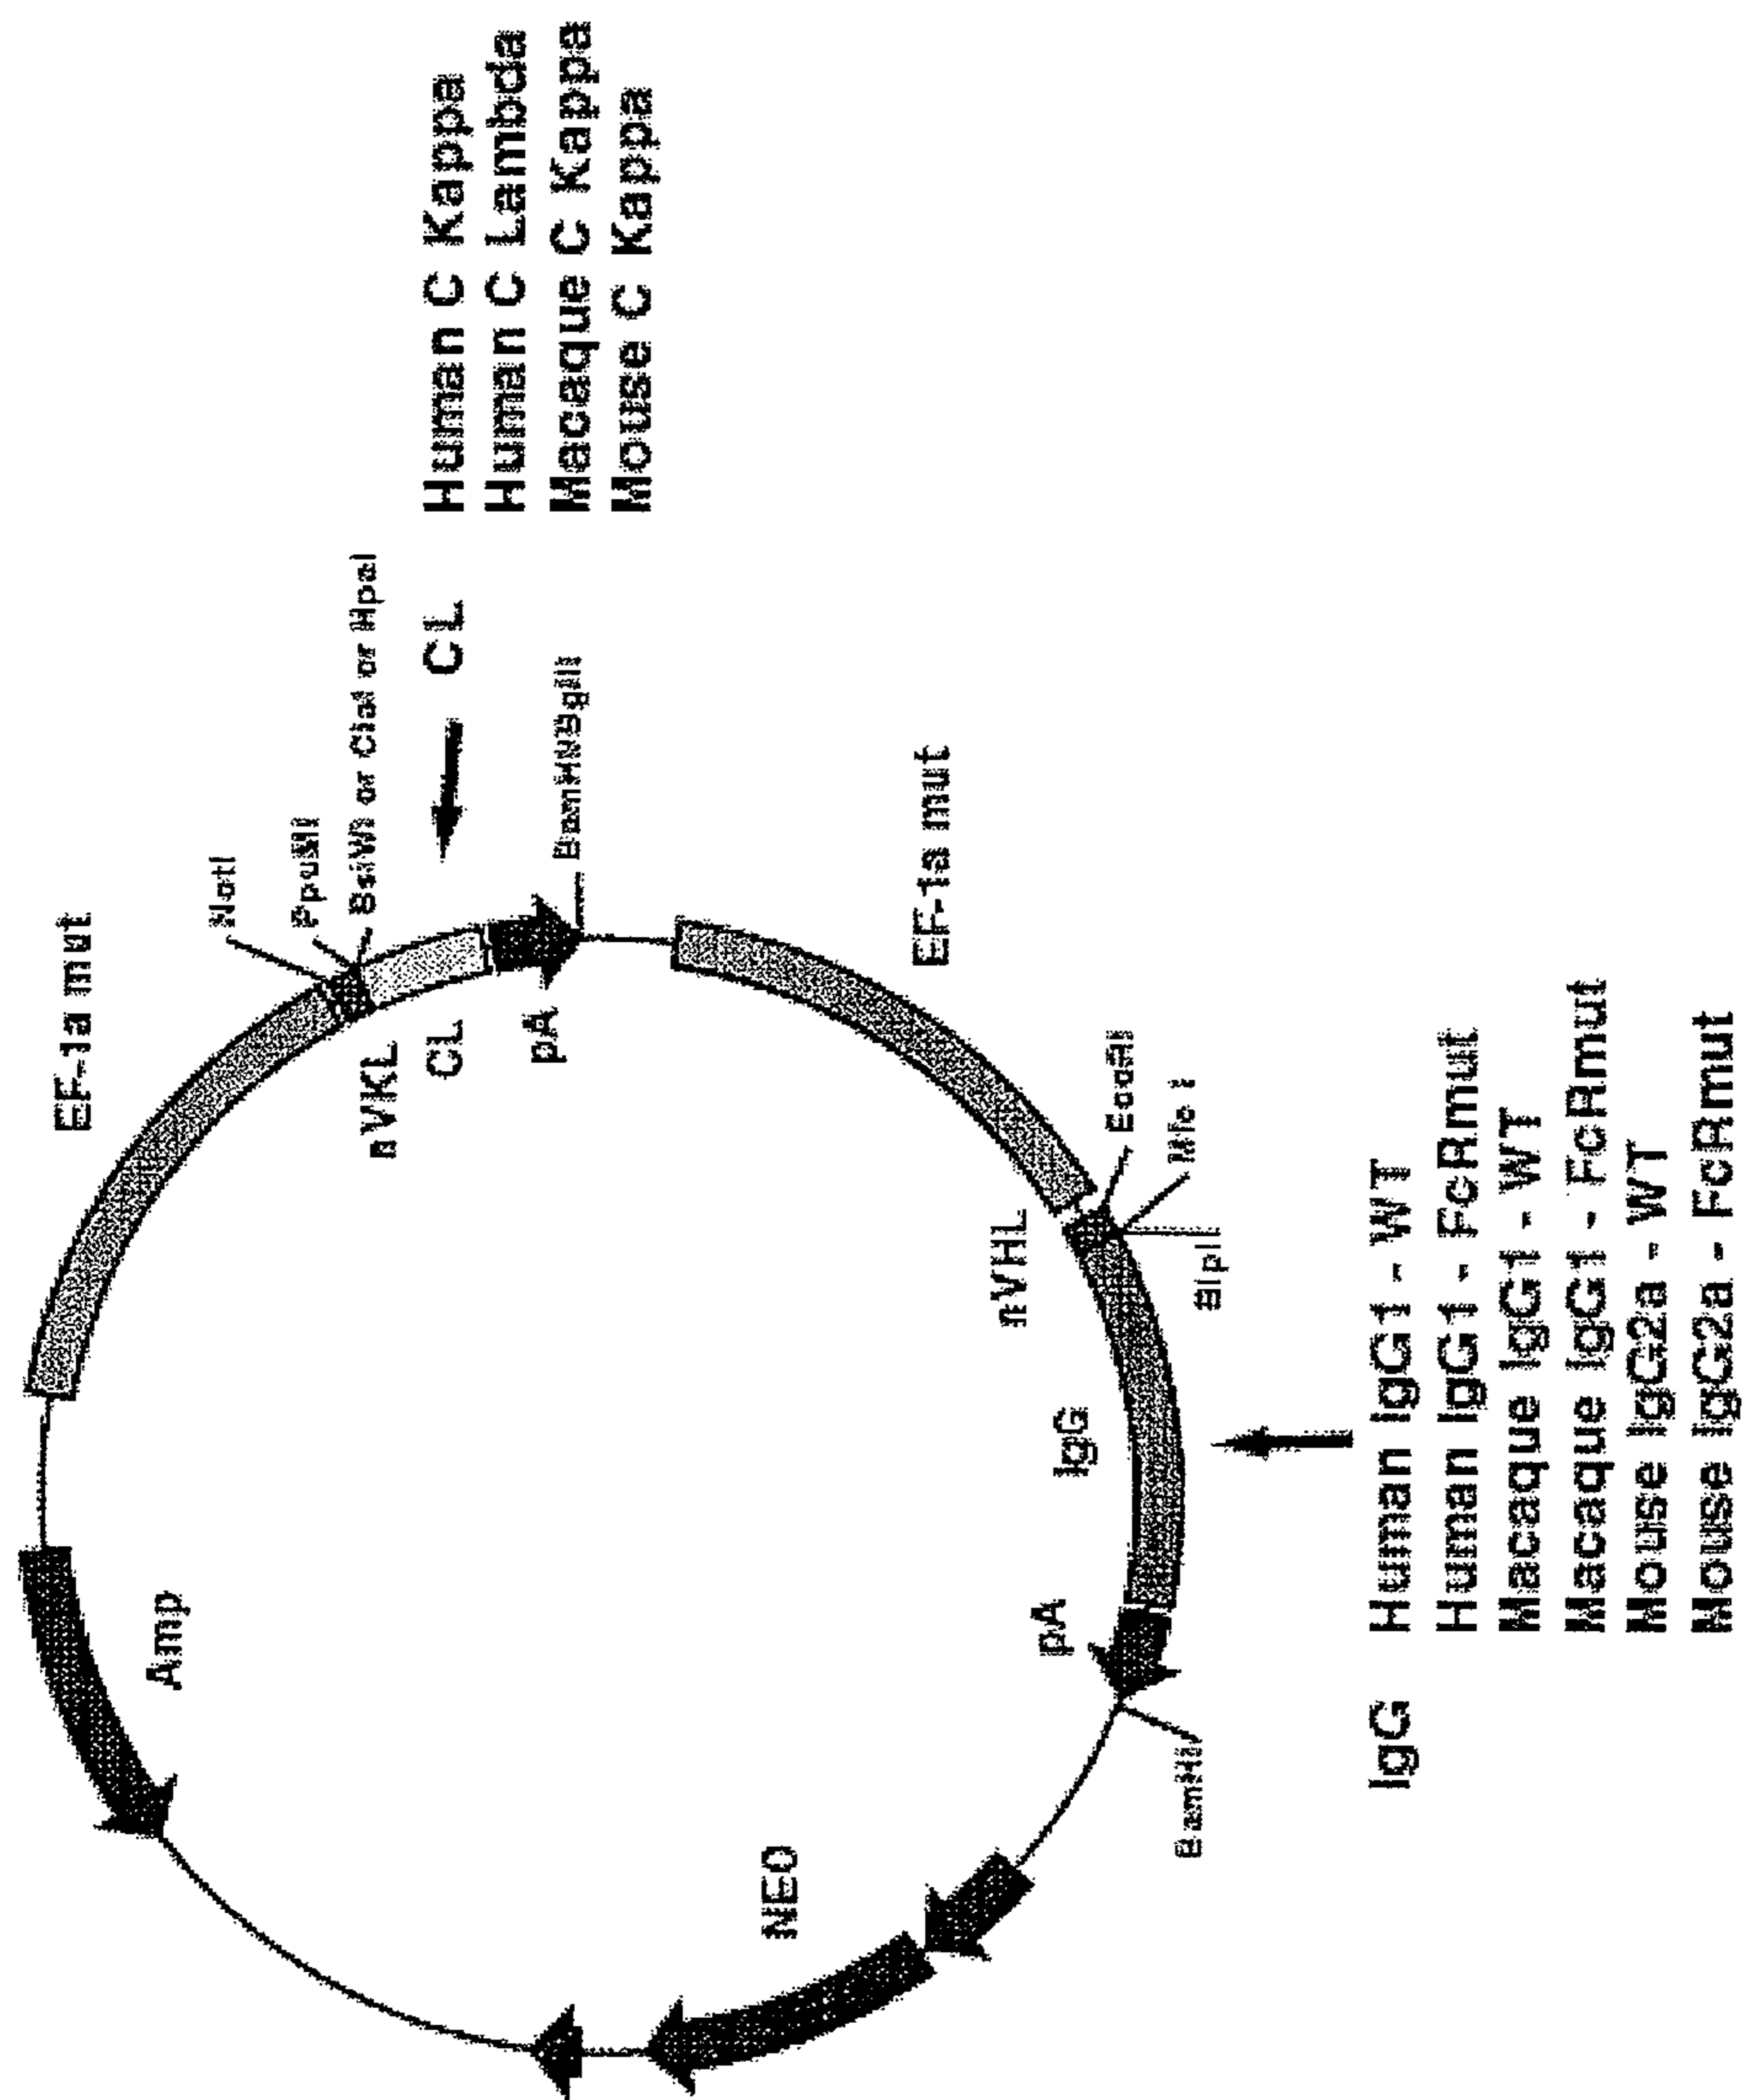 EF-1a mut
NotI
PpuMI
BsiWI or ClaI or HpaI
nVKL
CL
pA
CL
Human C Kappa
Human C Lambda
Macaque C Kappa
Mouse C Kappa
BamHI/BglII
EF-1a mut
EcoRI
Mfe I
BlpI
nVHL
IgG
pA
BamHI
NEO
Amp
IgG
Human IgG1 - WT
Human IgG1 - FcRmut
Macaque IgG1 - WT
Macaque IgG1 - FcRmut
Mouse IgG2a - WT
Mouse IgG2a - FcRmut